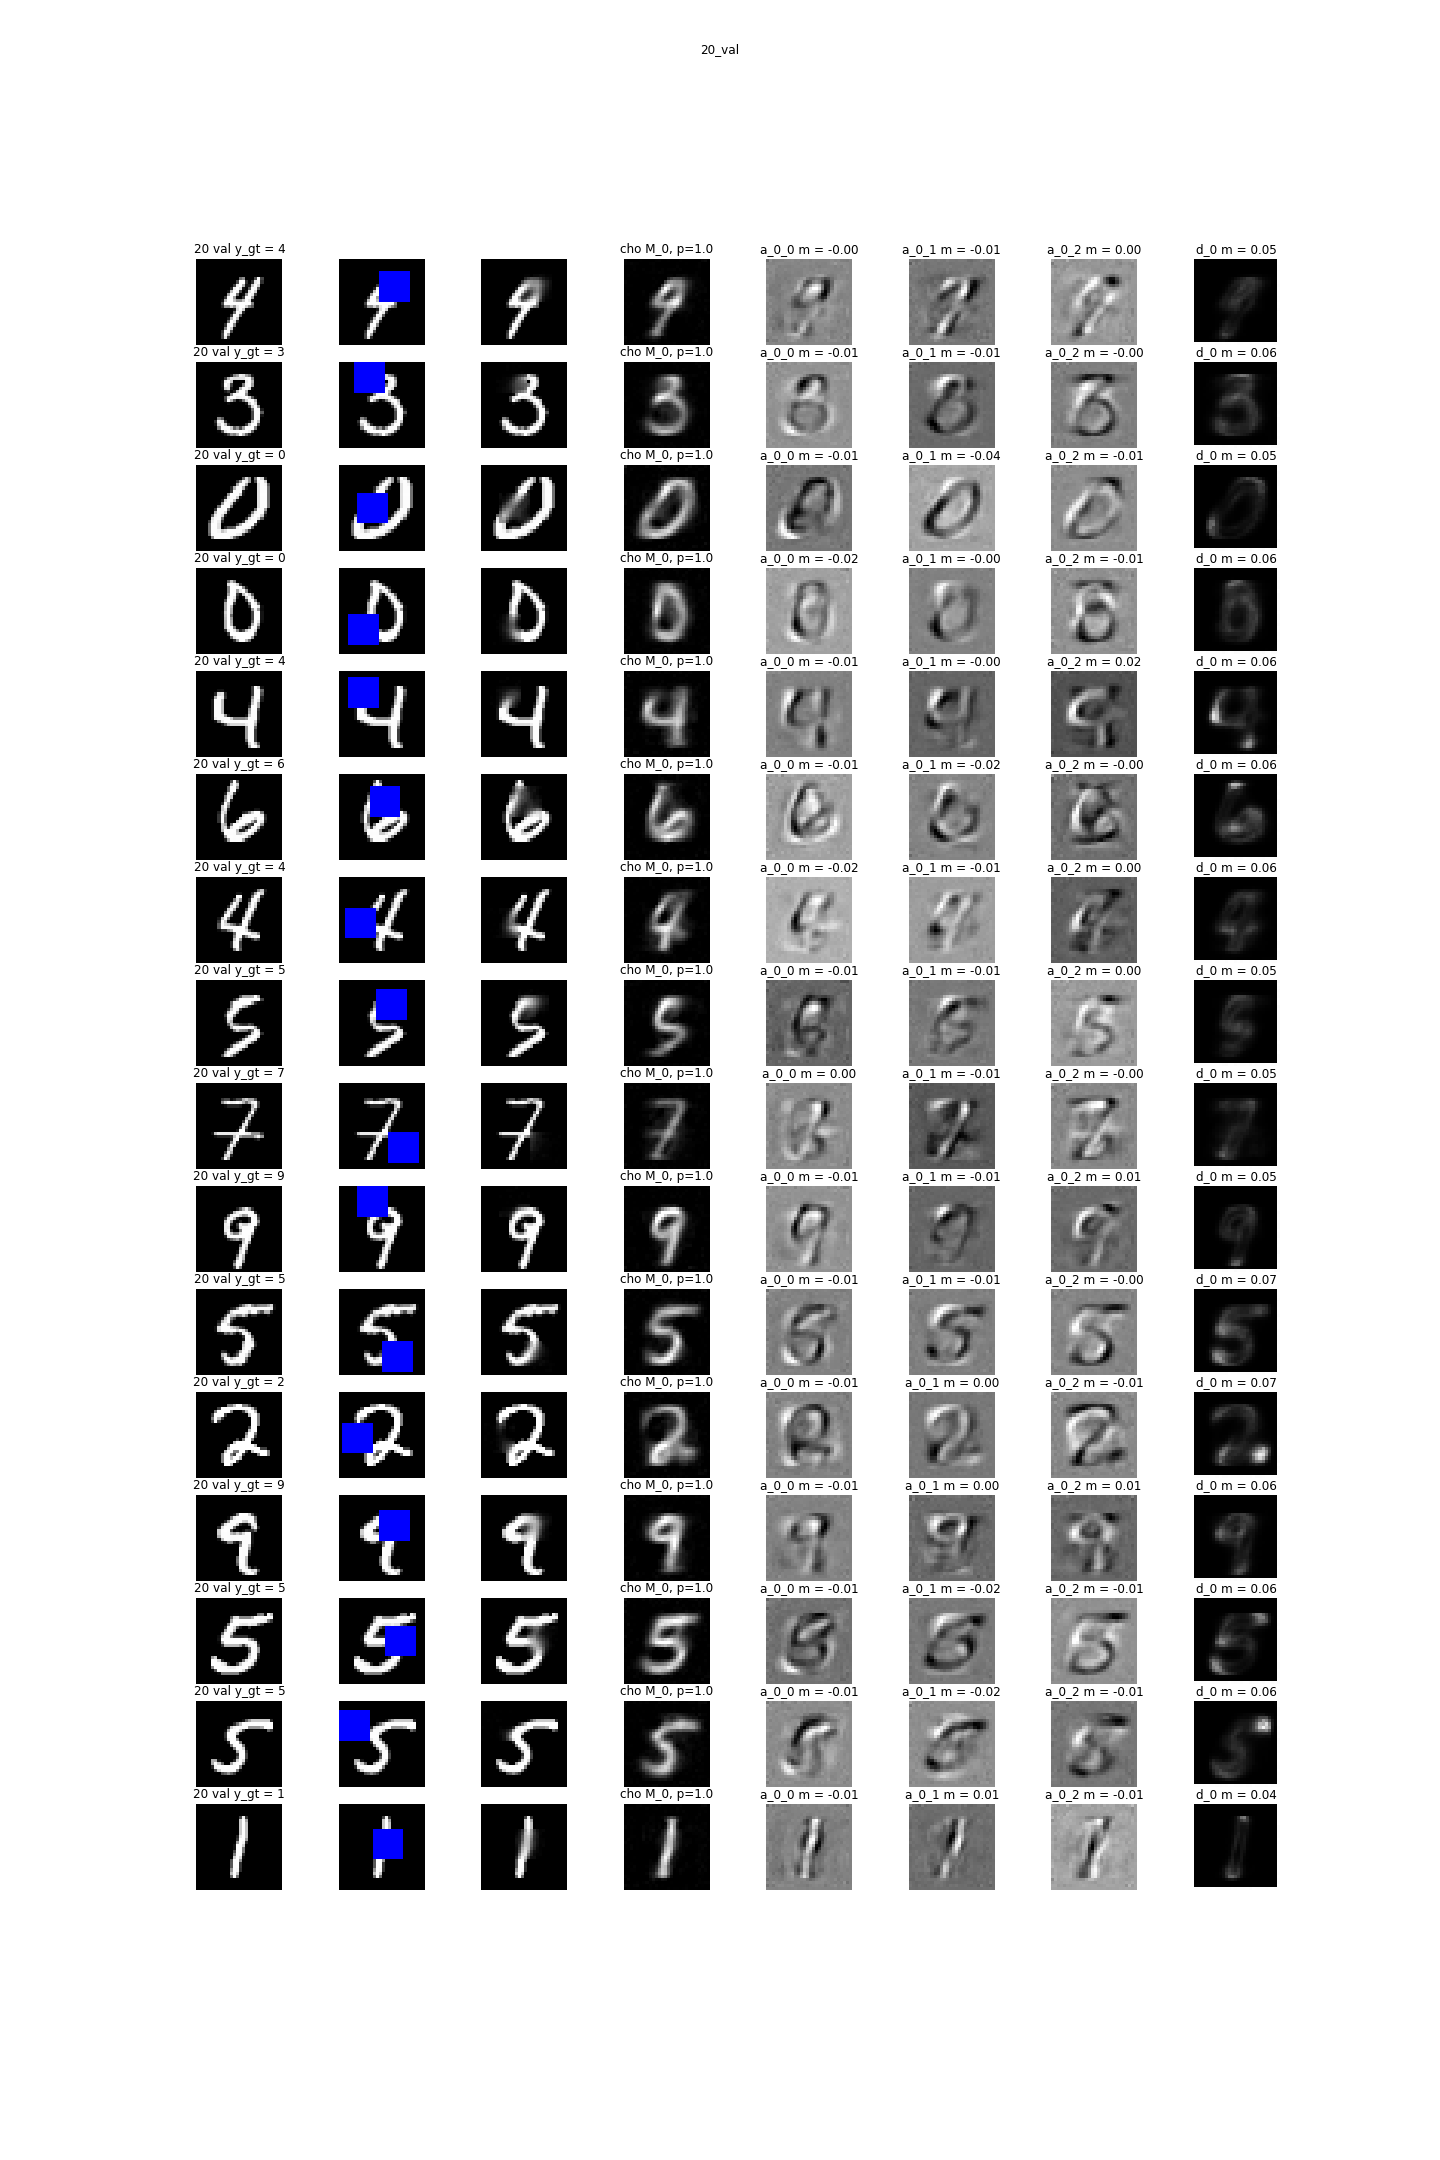 20_val
20 val y_gt = 4 cho M_0, p=1.0 a_0_0 m = -0.00 a_0_1 m = -0.01 a_0_2 m = 0.00 d_0 m = 0.05
20 val y_gt = 3 cho M_0, p=1.0 a_0_0 m = -0.01 a_0_1 m = -0.01 a_0_2 m = -0.00 d_0 m = 0.06
20 val y_gt = 0 cho M_0, p=1.0 a_0_0 m = -0.01 a_0_1 m = -0.04 a_0_2 m = -0.01 d_0 m = 0.05
20 val y_gt = 0 cho M_0, p=1.0 a_0_0 m = -0.02 a_0_1 m = -0.00 a_0_2 m = -0.01 d_0 m = 0.06
20 val y_gt = 4 cho M_0, p=1.0 a_0_0 m = -0.01 a_0_1 m = -0.00 a_0_2 m = 0.02 d_0 m = 0.06
20 val y_gt = 6 cho M_0, p=1.0 a_0_0 m = -0.01 a_0_1 m = -0.02 a_0_2 m = -0.00 d_0 m = 0.06
20 val y_gt = 4 cho M_0, p=1.0 a_0_0 m = -0.02 a_0_1 m = -0.01 a_0_2 m = 0.00 d_0 m = 0.06
20 val y_gt = 5 cho M_0, p=1.0 a_0_0 m = -0.01 a_0_1 m = -0.01 a_0_2 m = 0.00 d_0 m = 0.05
20 val y_gt = 7 cho M_0, p=1.0 a_0_0 m = 0.00 a_0_1 m = -0.01 a_0_2 m = -0.00 d_0 m = 0.05
20 val y_gt = 9 cho M_0, p=1.0 a_0_0 m = -0.01 a_0_1 m = -0.01 a_0_2 m = 0.01 d_0 m = 0.05
20 val y_gt = 5 cho M_0, p=1.0 a_0_0 m = -0.01 a_0_1 m = -0.01 a_0_2 m = -0.00 d_0 m = 0.07
20 val y_gt = 2 cho M_0, p=1.0 a_0_0 m = -0.01 a_0_1 m = 0.00 a_0_2 m = -0.01 d_0 m = 0.07
20 val y_gt = 9 cho M_0, p=1.0 a_0_0 m = -0.01 a_0_1 m = 0.00 a_0_2 m = 0.01 d_0 m = 0.06
20 val y_gt = 5 cho M_0, p=1.0 a_0_0 m = -0.01 a_0_1 m = -0.02 a_0_2 m = -0.01 d_0 m = 0.06
20 val y_gt = 5 cho M_0, p=1.0 a_0_0 m = -0.01 a_0_1 m = -0.02 a_0_2 m = -0.01 d_0 m = 0.06
20 val y_gt = 1 cho M_0, p=1.0 a_0_0 m = -0.01 a_0_1 m = 0.01 a_0_2 m = -0.01 d_0 m = 0.04